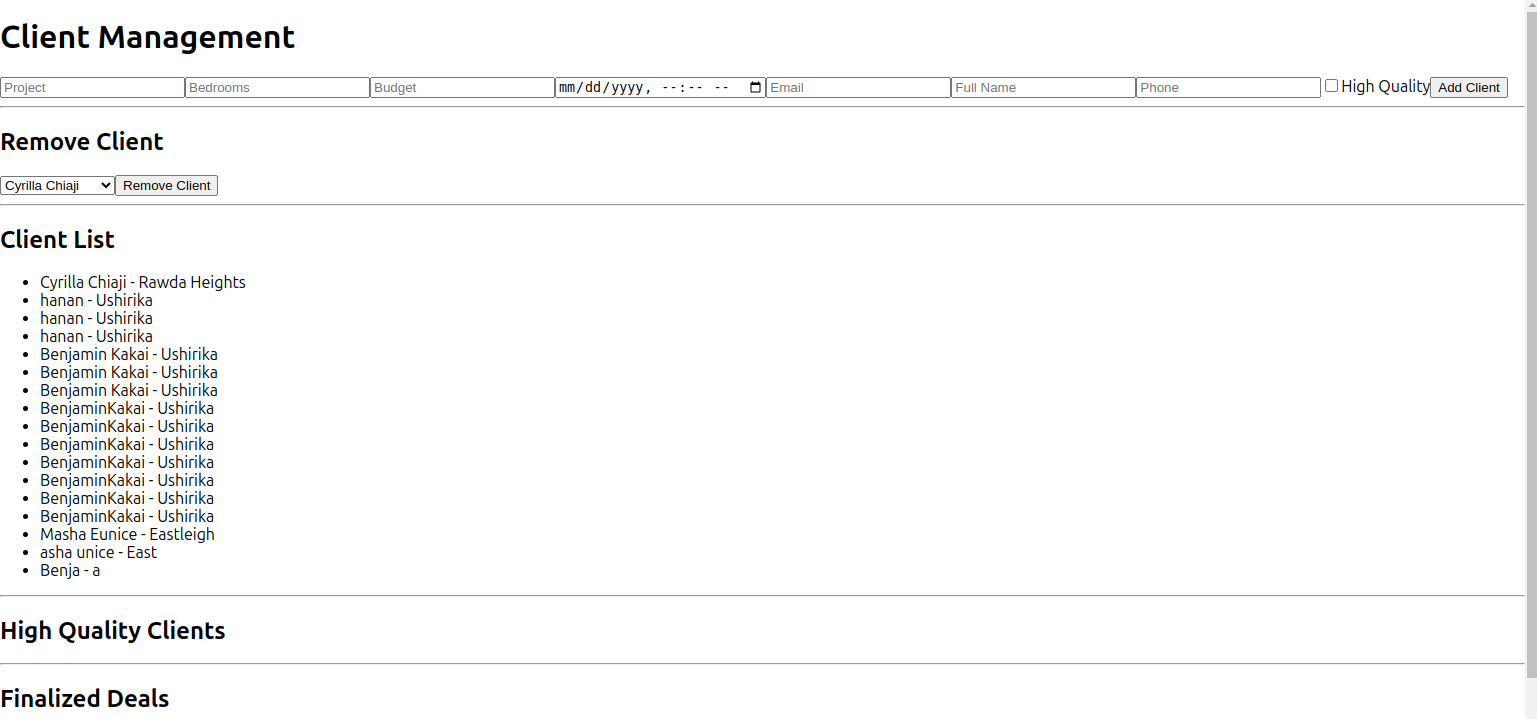 Client Management
Project Bedrooms Budget mm/dd/yyyy, --:-- -- Email Full Name Phone High Quality Add Client
Remove Client
Cyrilla Chiaji Remove Client
Client List
Cyrilla Chiaji - Rawda Heights
hanan - Ushirika
hanan - Ushirika
hanan - Ushirika
Benjamin Kakai - Ushirika
Benjamin Kakai - Ushirika
Benjamin Kakai - Ushirika
BenjaminKakai - Ushirika
BenjaminKakai - Ushirika
BenjaminKakai - Ushirika
BenjaminKakai - Ushirika
BenjaminKakai - Ushirika
BenjaminKakai - Ushirika
BenjaminKakai - Ushirika
Masha Eunice - Eastleigh
asha unice - East
Benja - a
High Quality Clients
Finalized Deals